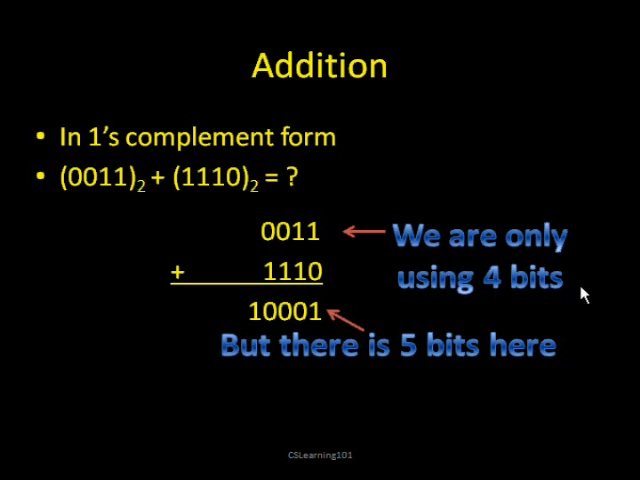 Addition
• In 1's complement form
• (0011)₂ + (1110)₂ = ?
0011
We are only
using 4 bits
+ 1110
10001
But there is 5 bits here
CSLearning101